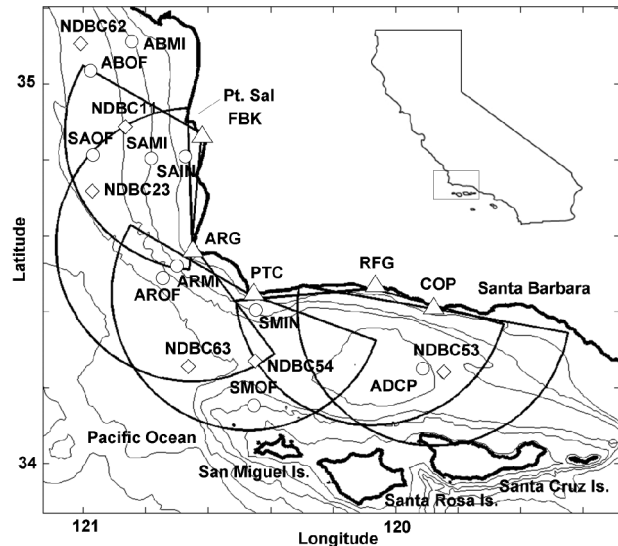 NDBC62
ABMI
ABOF
35
Pt. Sal
NDBC11
FBK
SAOF
SAMI
SAIN
NDBC23
Latitude
ARG
PTC
RFG
COP
Santa Barbara
ARMI
AROF
SMIN
NDBC63
NDBC54
NDBC53
ADCP
SMOF
Pacific Ocean
34
San Miguel Is.
Santa Rosa Is.
Santa Cruz Is.
121
120
Longitude